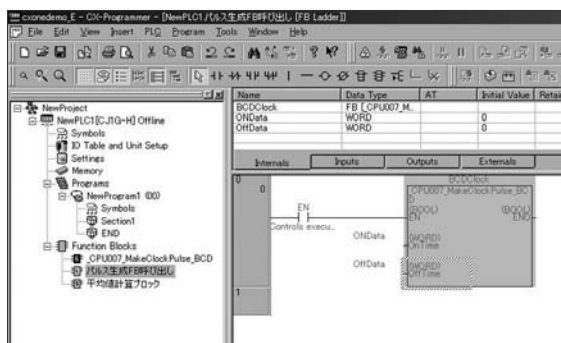 cxonedemo_E - CX-Programmer - [NewPLC1.パルス生成FB呼び出し [FB Ladder]]
File Edit View Insert PLC Program Tools Window Help
NewProject
NewPLC1[CJ1G-H] Offline
Symbols
IO Table and Unit Setup
Settings
Memory
Programs
NewProgram1 (00)
Symbols
Section1
END
Function Blocks
_CPU007_MakeClockPulse_BCD
パルス生成FB呼び出し
平均値計算ブロック
Name Data Type AT Initial Value Retai
BCDClock FB [_CPU007_M...
ONData WORD 0
OffData WORD 0
Internals Inputs Outputs Externals
0
0
BCDClock
_CPU007_MakeClockPulse_BC
D
EN
(BOOL) (BOOL)
EN END
Controls execu...
ONData
(WORD)
OnTime
OffData
(WORD)
OffTime
1